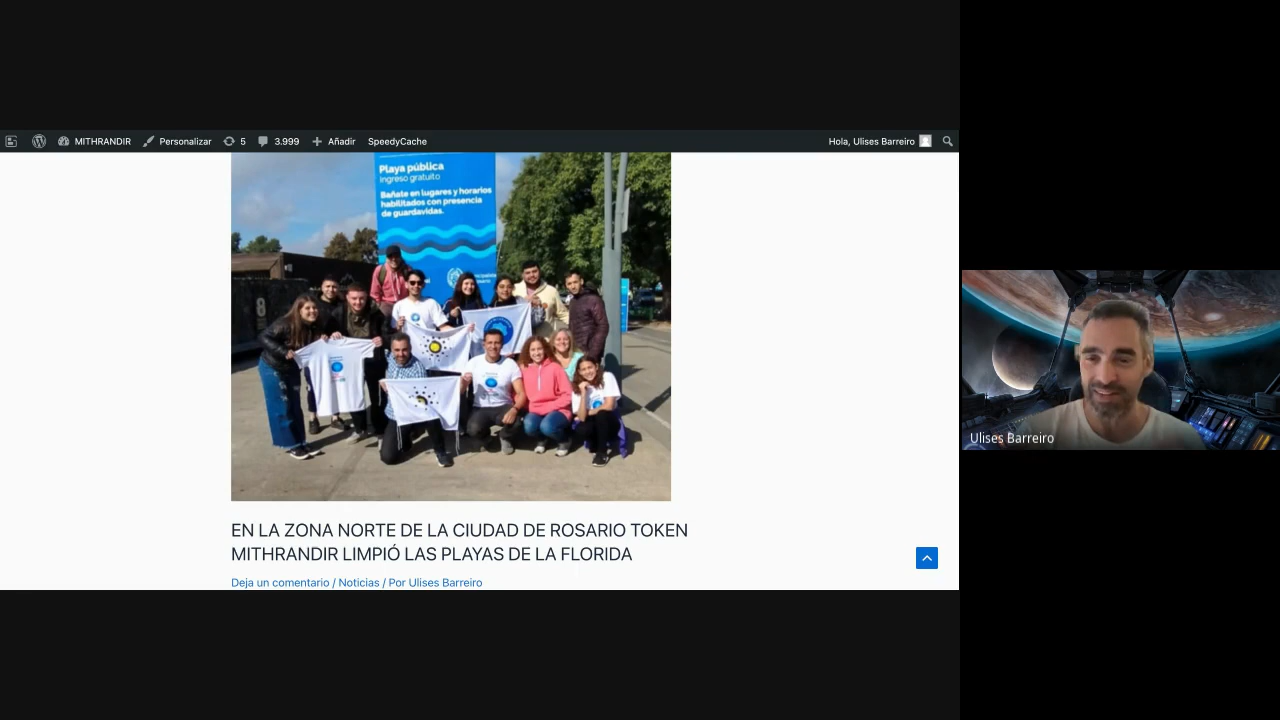 MITHRANDIR Personalizar 5 3.999 Añadir SpeedyCache Hola, Ulises Barreiro
Playa pública
ingreso gratuito
Bañate en lugares y horarios
habilitados con presencia
de guardavidas.
8
EN LA ZONA NORTE DE LA CIUDAD DE ROSARIO TOKEN
MITHRANDIR LIMPIÓ LAS PLAYAS DE LA FLORIDA
Deja un comentario / Noticias / Por Ulises Barreiro
Ulises Barreiro